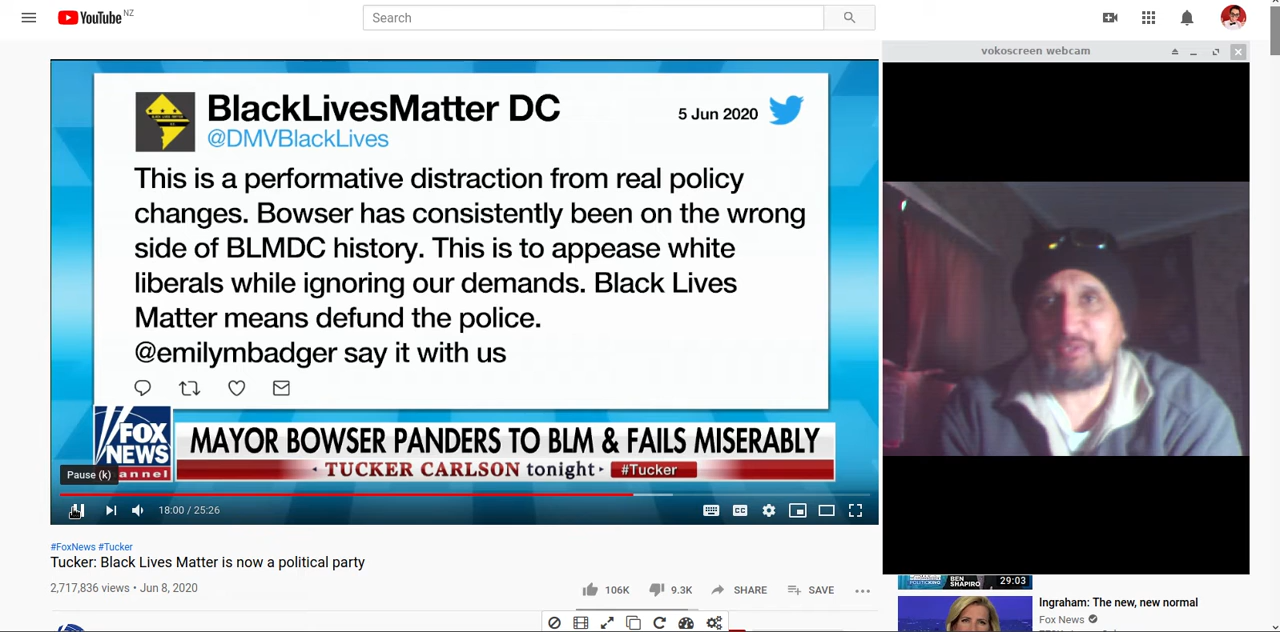 YouTube NZ
Search
vokoscreen webcam
BlackLivesMatter DC
5 Jun 2020
@DMVBlackLives
This is a performative distraction from real policy
changes. Bowser has consistently been on the wrong
side of BLMDC history. This is to appease white
liberals while ignoring our demands. Black Lives
Matter means defund the police.
@emilymbadger say it with us
FOX
NEWS
annel
MAYOR BOWSER PANDERS TO BLM & FAILS MISERABLY
TUCKER CARLSON tonight
#Tucker
Pause (k)
18:00 / 25:26
CC
#FoxNews #Tucker
Tucker: Black Lives Matter is now a political party
2,717,836 views • Jun 8, 2020
106K
9.3K
SHARE
SAVE
BEN
SHAPIRO
29:03
Ingraham: The new, new normal
Fox News